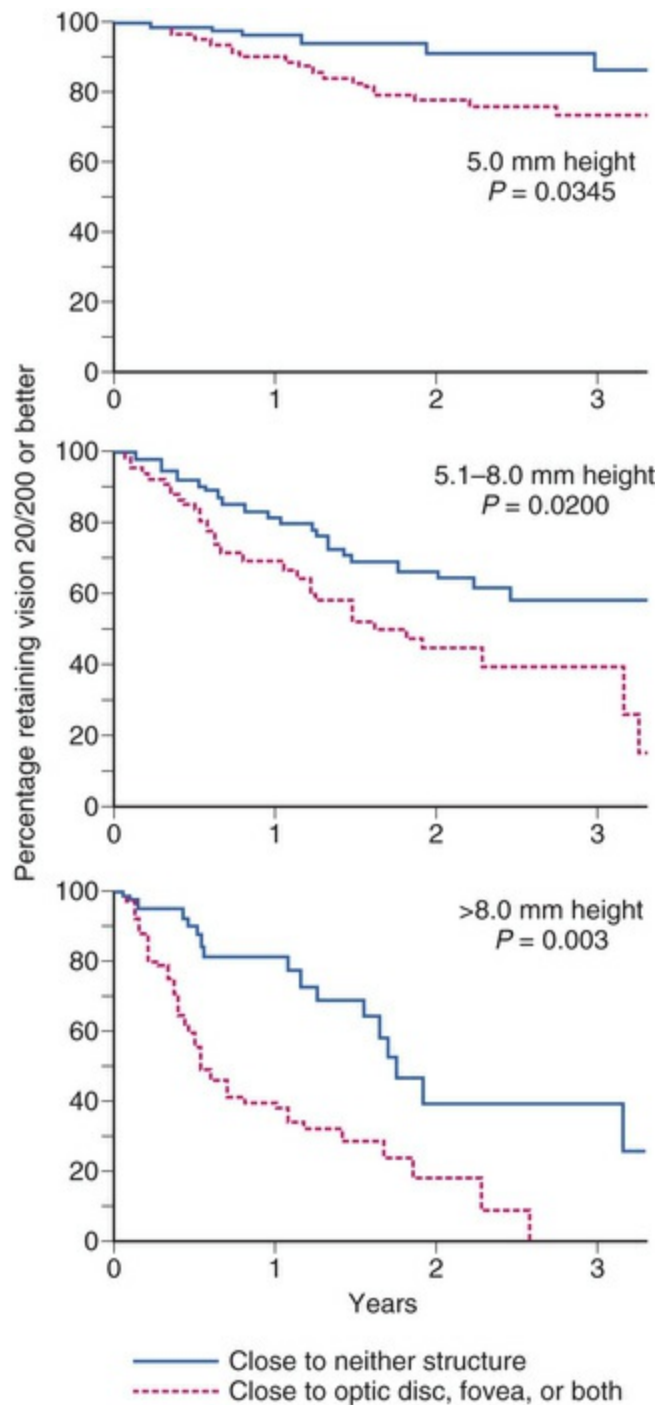 Percentage retaining vision 20/200 or better
100
80
60
40
20
0
0 1 2 3
5.0 mm height
P = 0.0345
100
80
60
40
20
0
0 1 2 3
5.1–8.0 mm height
P = 0.0200
100
80
60
40
20
0
0 1 2 3
>8.0 mm height
P = 0.003
Years
Close to neither structure
Close to optic disc, fovea, or both